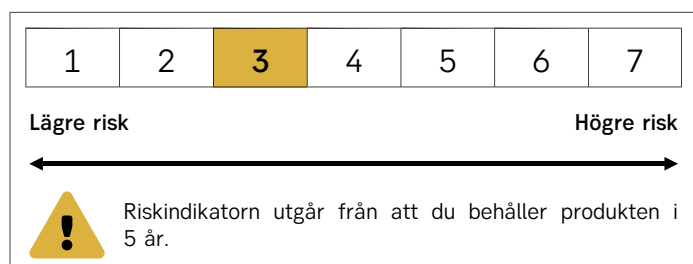 1 2 3 4 5 6 7
Lägre risk Högre risk
Riskindikatorn utgår från att du behåller produkten i
5 år.